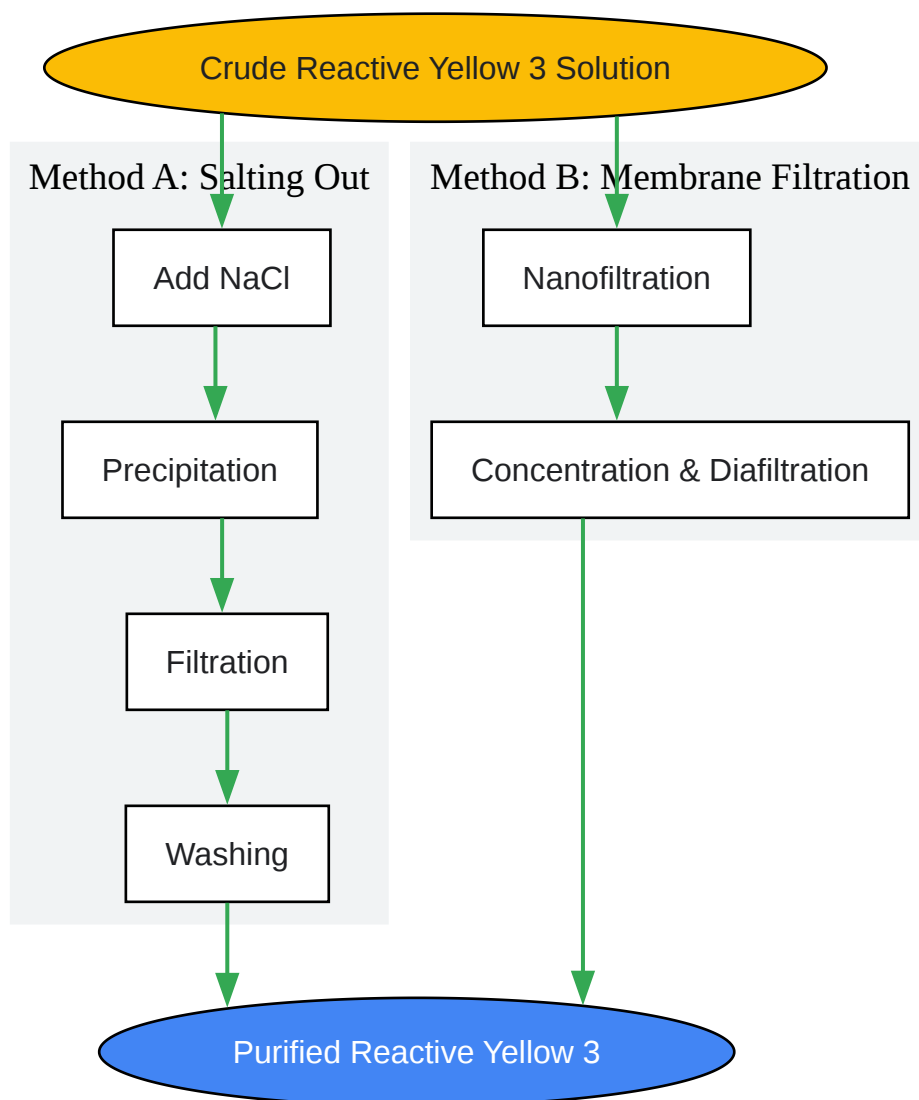 Crude Reactive Yellow 3 Solution
Method A: Salting Out
Add NaCl
Precipitation
Filtration
Washing
Method B: Membrane Filtration
Nanofiltration
Concentration & Diafiltration
Purified Reactive Yellow 3